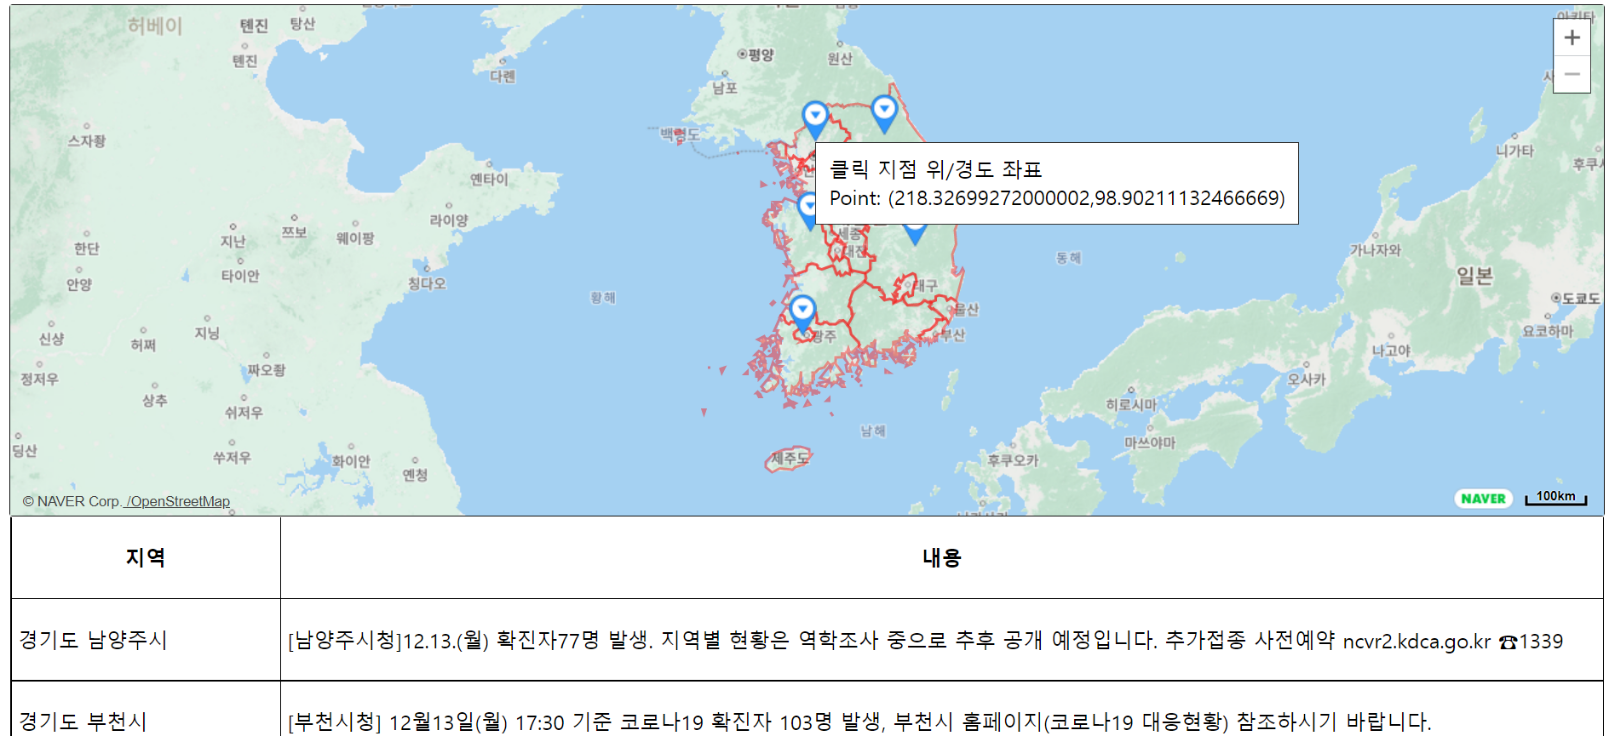 허베이
톈진
탕산
톈진
다롄
평양
원산
남포
스자좡
백령도
옌타이
라이양
쯔보
지난
웨이팡
한단
타이안
안양
칭다오
황해
동해
세종
대전
대구
울산
부산
광주
신샹
허쩌
지닝
정저우
짜오좡
상추
쉬저우
딩산
쑤저우
화이안
옌청
제주도
남해
니가타
후쿠시
가나자와
일본
도쿄도
요코하마
나고야
오사카
히로시마
마쓰야마
후쿠오카
+
−
클릭 지점 위/경도 좌표
Point: (218.32699272000002,98.90211132466669)
© NAVER Corp. /OpenStreetMap
NAVER
100km
지역 내용
경기도 남양주시 [남양주시청]12.13.(월) 확진자77명 발생. 지역별 현황은 역학조사 중으로 추후 공개 예정입니다. 추가접종 사전예약 ncvr2.kdca.go.kr ☎1339
경기도 부천시 [부천시청] 12월13일(월) 17:30 기준 코로나19 확진자 103명 발생, 부천시 홈페이지(코로나19 대응현황) 참조하시기 바랍니다.